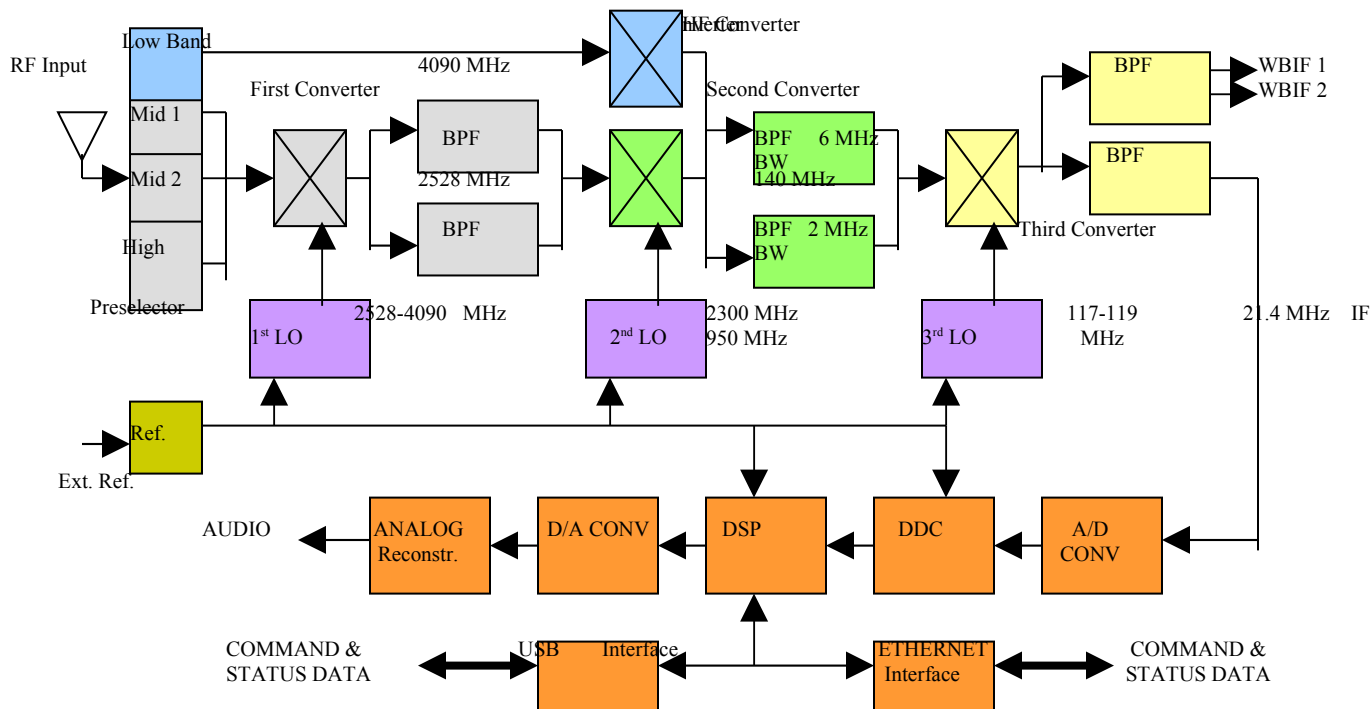 Low Band
HF Converter
RF Input
4090 MHz
BPF
WBIF 1
First Converter
Second Converter
WBIF 2
Mid 1
BPF
BPF 6 MHz
BW
140 MHz
BPF
Mid 2
2528 MHz
High
BPF
BPF 2 MHz
BW
Third Converter
Preselector
2528-4090 MHz
2300 MHz
950 MHz
117-119
MHz
21.4 MHz IF
1st LO
2nd LO
3rd LO
Ref.
Ext. Ref.
AUDIO
ANALOG
Reconstr.
D/A CONV
DSP
DDC
A/D
CONV
COMMAND &
STATUS DATA
USB Interface
ETHERNET
Interface
COMMAND &
STATUS DATA